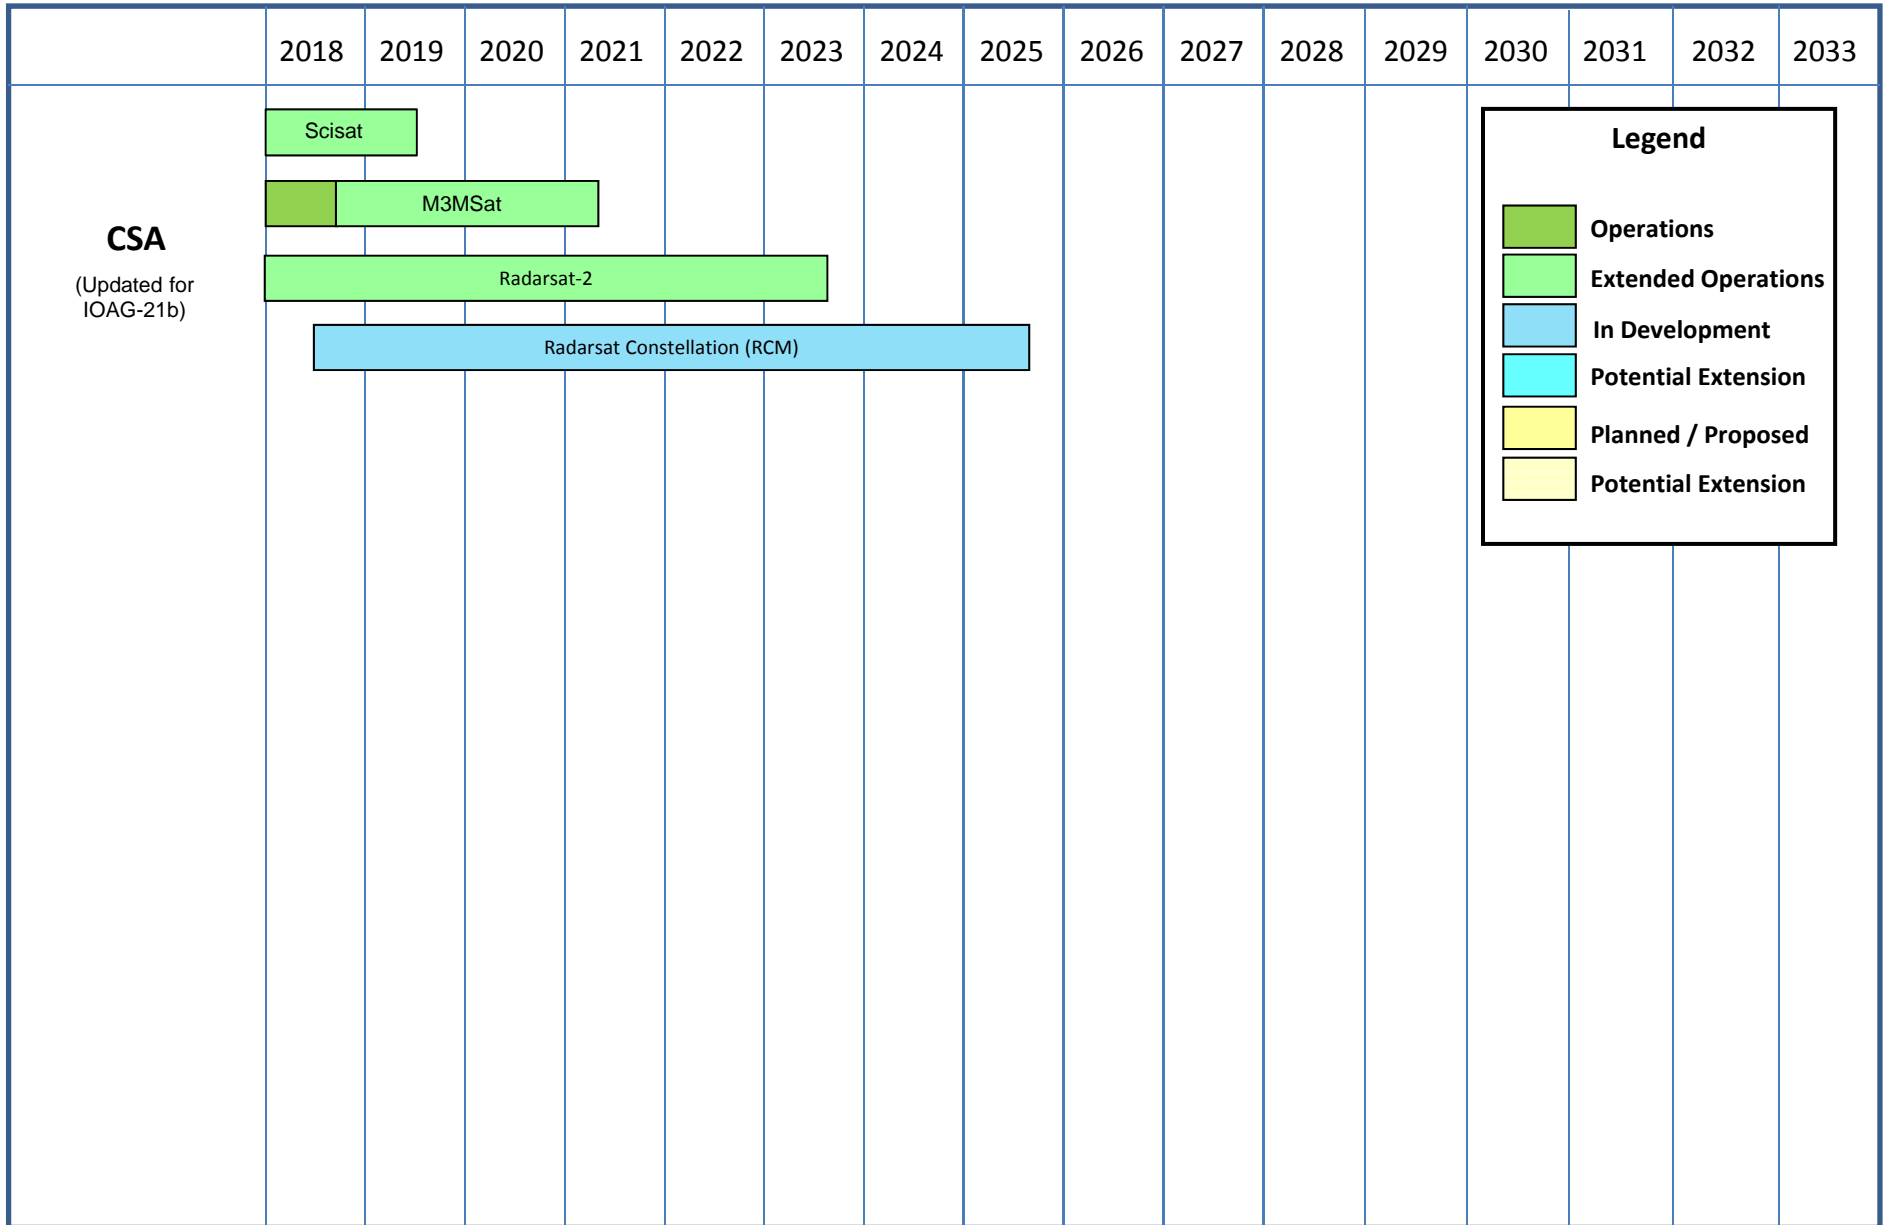 2018 2019 2020 2021 2022 2023 2024 2025 2026 2027 2028 2029 2030 2031 2032 2033
CSA
(Updated for
IOAG-21b)
Scisat
M3MSat
Radarsat-2
Radarsat Constellation (RCM)
Legend
Operations
Extended Operations
In Development
Potential Extension
Planned / Proposed
Potential Extension